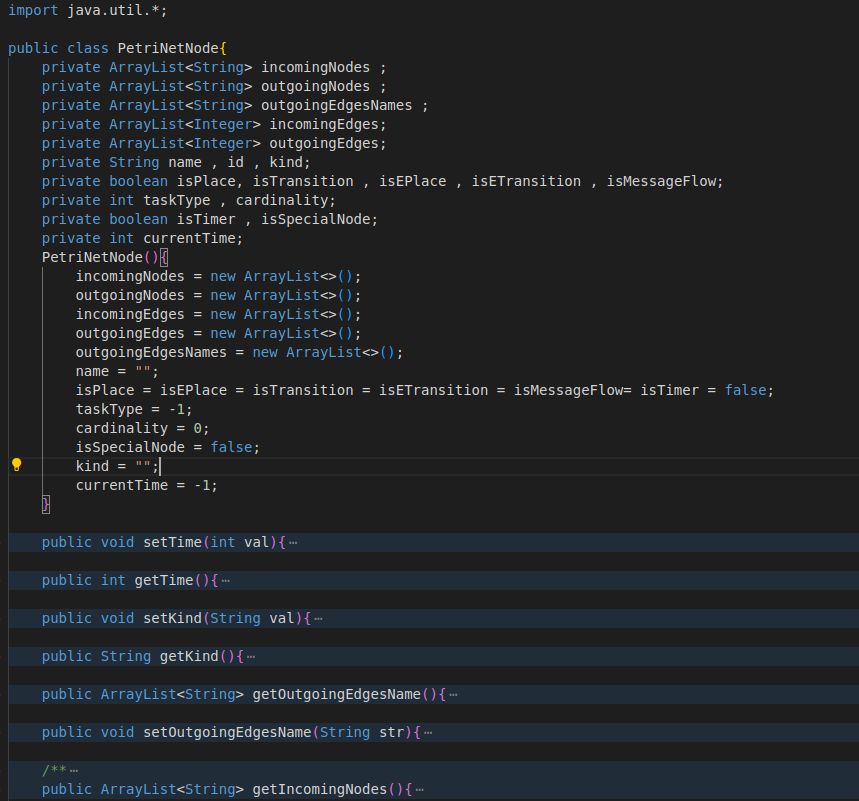 import java.util.*;
public class PetriNetNode{
private ArrayList<String> incomingNodes ;
private ArrayList<String> outgoingNodes ;
private ArrayList<String> outgoingEdgesNames ;
private ArrayList<Integer> incomingEdges;
private ArrayList<Integer> outgoingEdges;
private String name , id , kind;
private boolean isPlace, isTransition , isEPlace , isETransition , isMessageFlow;
private int taskType , cardinality;
private boolean isTimer , isSpecialNode;
private int currentTime;
PetriNetNode(){
incomingNodes = new ArrayList<>();
outgoingNodes = new ArrayList<>();
incomingEdges = new ArrayList<>();
outgoingEdges = new ArrayList<>();
outgoingEdgesNames = new ArrayList<>();
name = "";
isPlace = isEPlace = isTransition = isETransition = isMessageFlow= isTimer = false;
taskType = -1;
cardinality = 0;
isSpecialNode = false;
kind = "";
currentTime = -1;
}
public void setTime(int val){⋯
public int getTime(){⋯
public void setKind(String val){⋯
public String getKind(){⋯
public ArrayList<String> getOutgoingEdgesName(){⋯
public void setOutgoingEdgesName(String str){⋯
/**⋯
public ArrayList<String> getIncomingNodes(){⋯